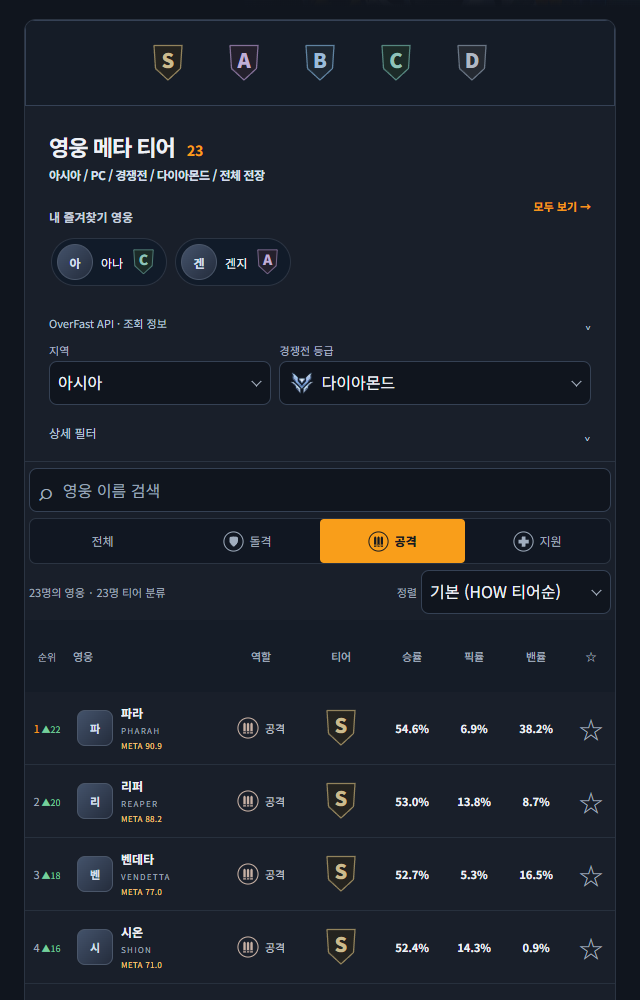 S A B C D
영웅 메타 티어 23
아시아 / PC / 경쟁전 / 다이아몬드 / 전체 전장
모두 보기 →
내 즐겨찾기 영웅
아 아나 C 겐 겐지 A
OverFast API · 조회 정보
지역 경쟁전 등급
아시아 다이아몬드
상세 필터
영웅 이름 검색
전체 돌격 공격 지원
23명의 영웅 · 23명 티어 분류 정렬 기본 (HOW 티어순)
순위 영웅 역할 티어 승률 픽률 밴률 ☆
1 ▲22 파 파라 공격 S 54.6% 6.9% 38.2% ☆
PHARAH
META 90.9
2 ▲20 리 리퍼 공격 S 53.0% 13.8% 8.7% ☆
REAPER
META 88.2
3 ▲18 벤 벤데타 공격 S 52.7% 5.3% 16.5% ☆
VENDETTA
META 77.0
4 ▲16 시 시온 공격 S 52.4% 14.3% 0.9% ☆
SHION
META 71.0